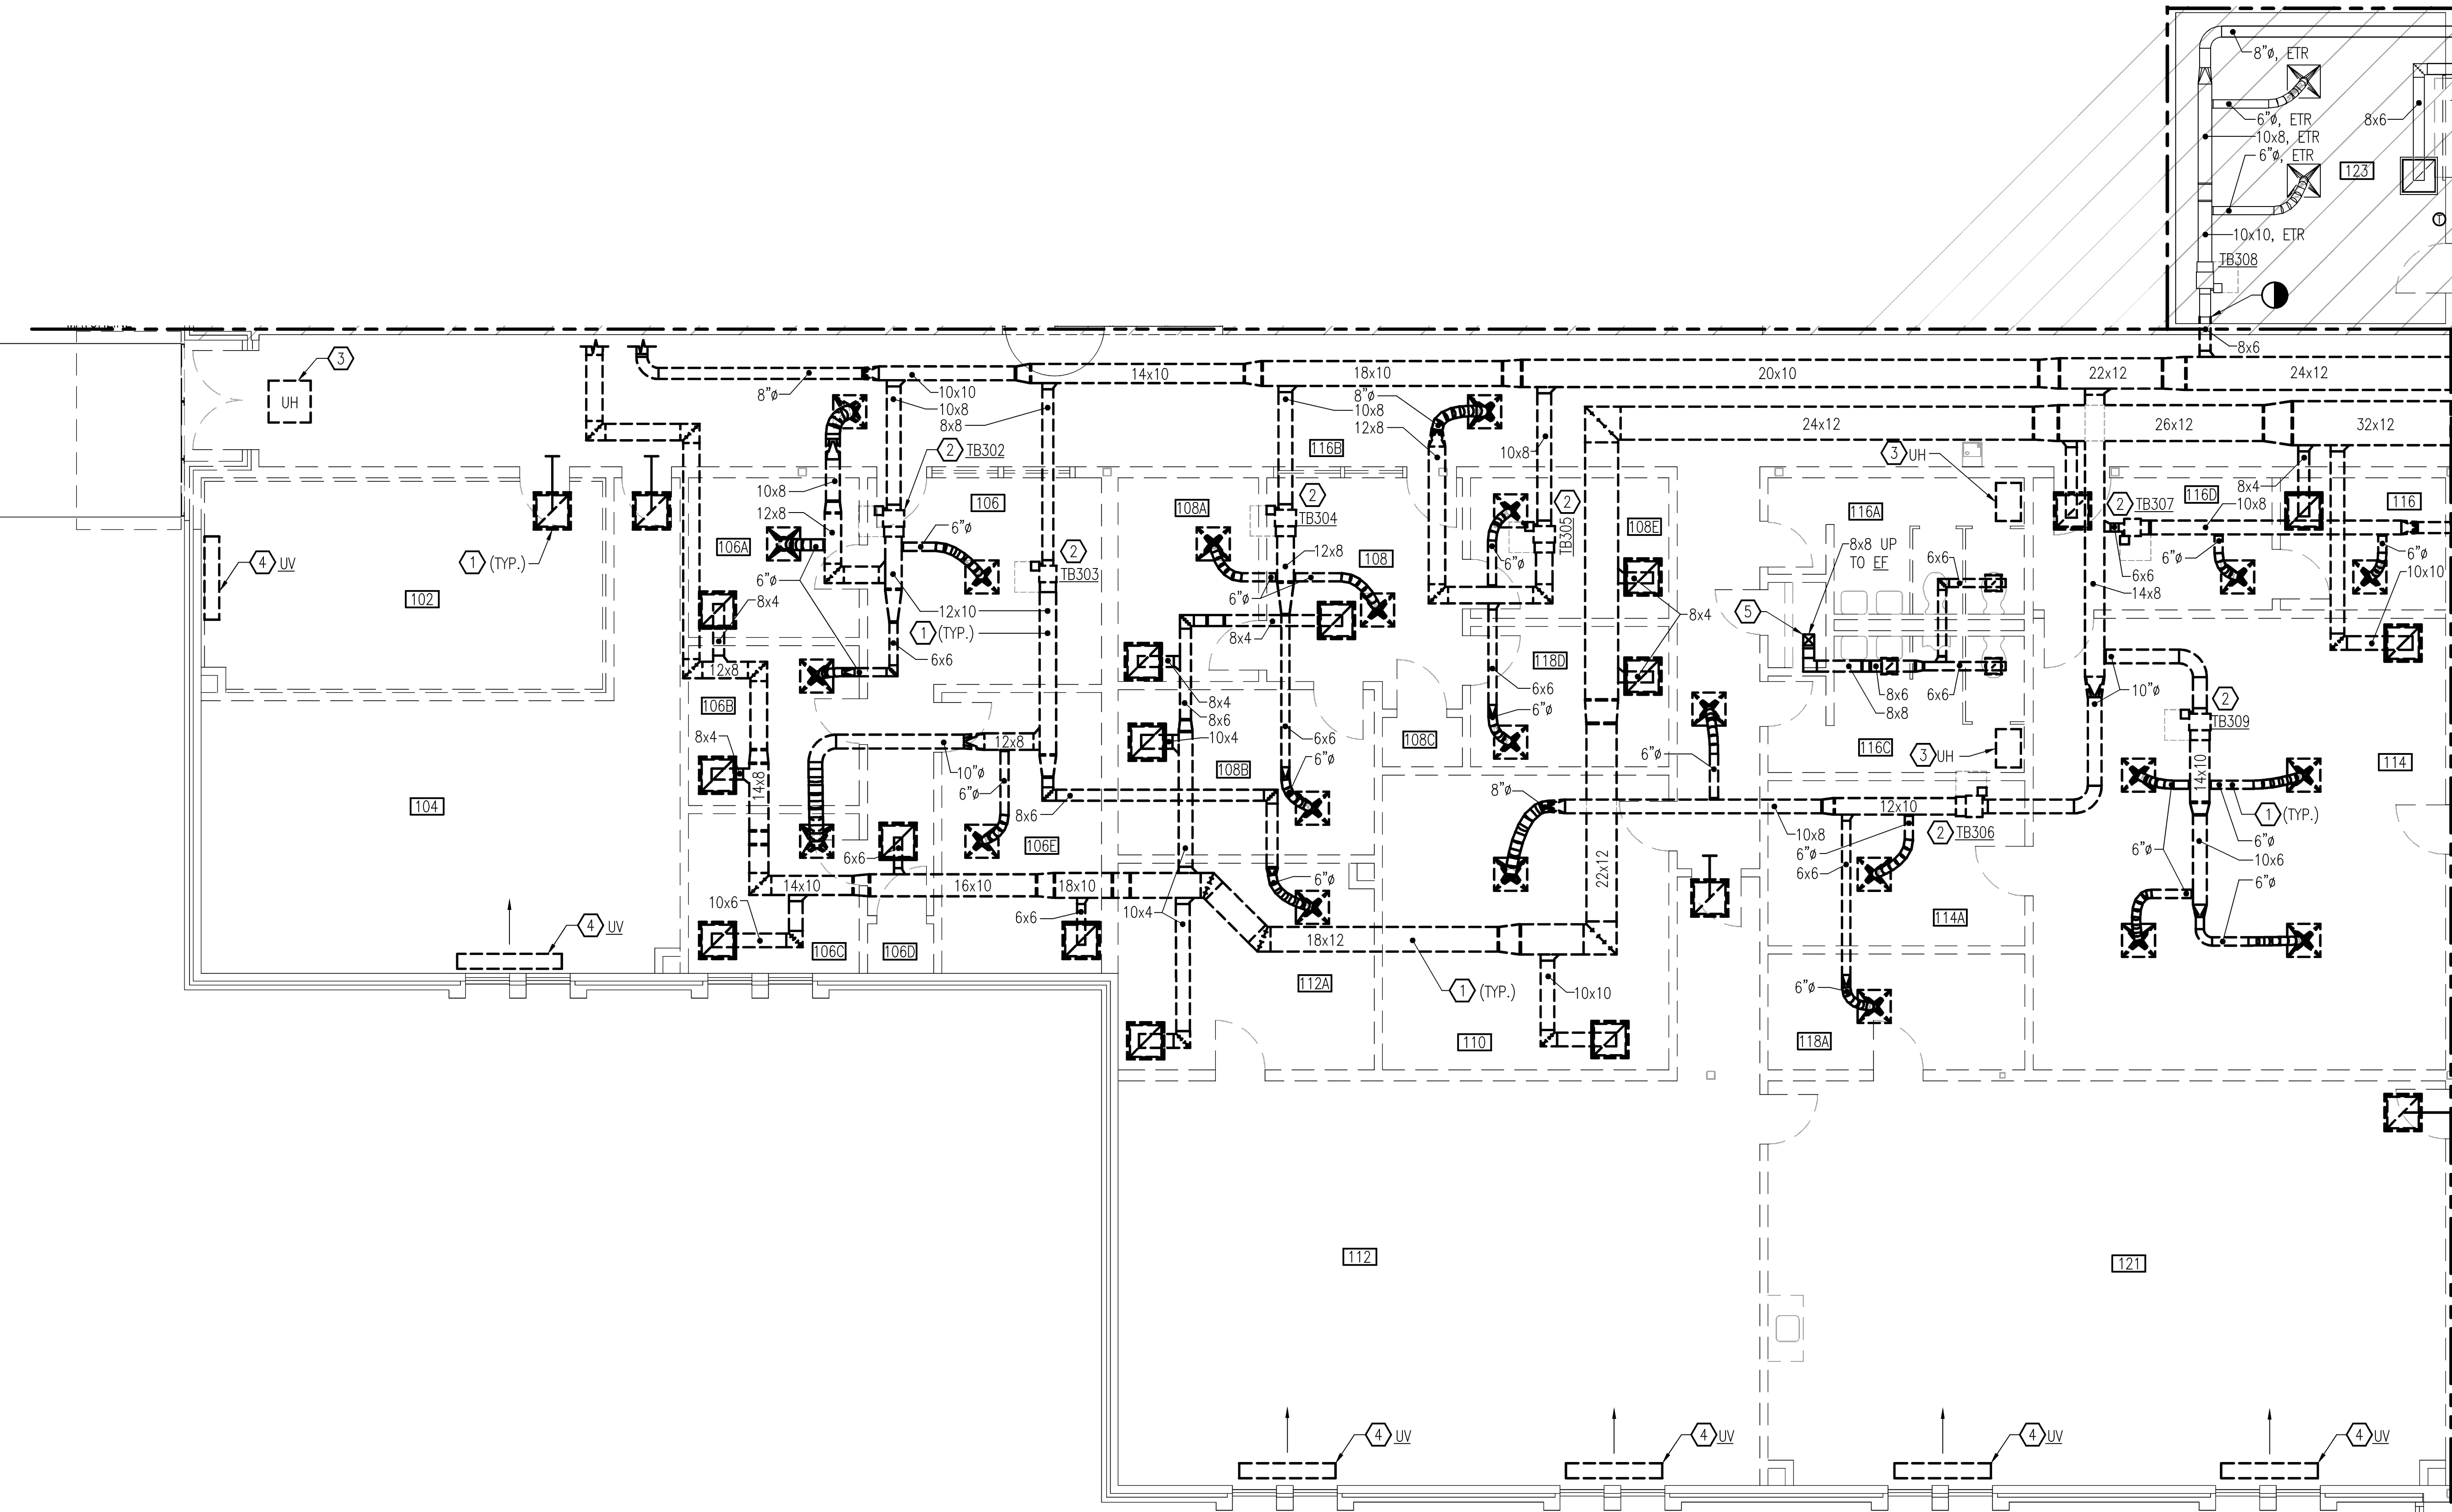 8"ø, ETR
6"ø, ETR
8x6
10x8, ETR
6"ø, ETR
123
T
10x10, ETR
TB308
8x6
3
UH
8"ø
10x10
10x8
8x8
14x10
18x10
8"ø
10x8
12x8
20x10
22x12
24x12
24x12
26x12
32x12
2 TB302
116B
10x8
3 UH
10x8
12x8
106
108A
2
TB304
2
TB305
108E
116A
2 TB307
116D
8x4
10x8
116
4 UV
1 (TYP.)
106A
6"ø
2
TB303
12x8
108
6"ø
8x8 UP
TO EF
6x6
6"ø
6"ø
102
6"ø
8x4
12x10
6"ø
5
6x6
14x8
10x10
1 (TYP.)
6x6
8x4
8x4
118D
12x8
106B
8x4
8x6
10x4
6x6
6"ø
8x6
8x8
6x6
10"ø
2
TB309
8x4
12x8
10"ø
6"ø
14x8
108B
6x6
6"ø
108C
6"ø
116C
3 UH
114
14x10
104
8x6
8"ø
10x8
12x10
1 (TYP.)
6x6
106E
22x12
6"ø
6x6
2 TB306
6"ø
6"ø
10x6
6"ø
14x10
16x10
18x10
6"ø
10x6
6x6
10x4
114A
4 UV
106C
106D
18x12
112A
1 (TYP.)
10x10
6"ø
110
118A
112
121
4 UV
4 UV
4 UV
4 UV